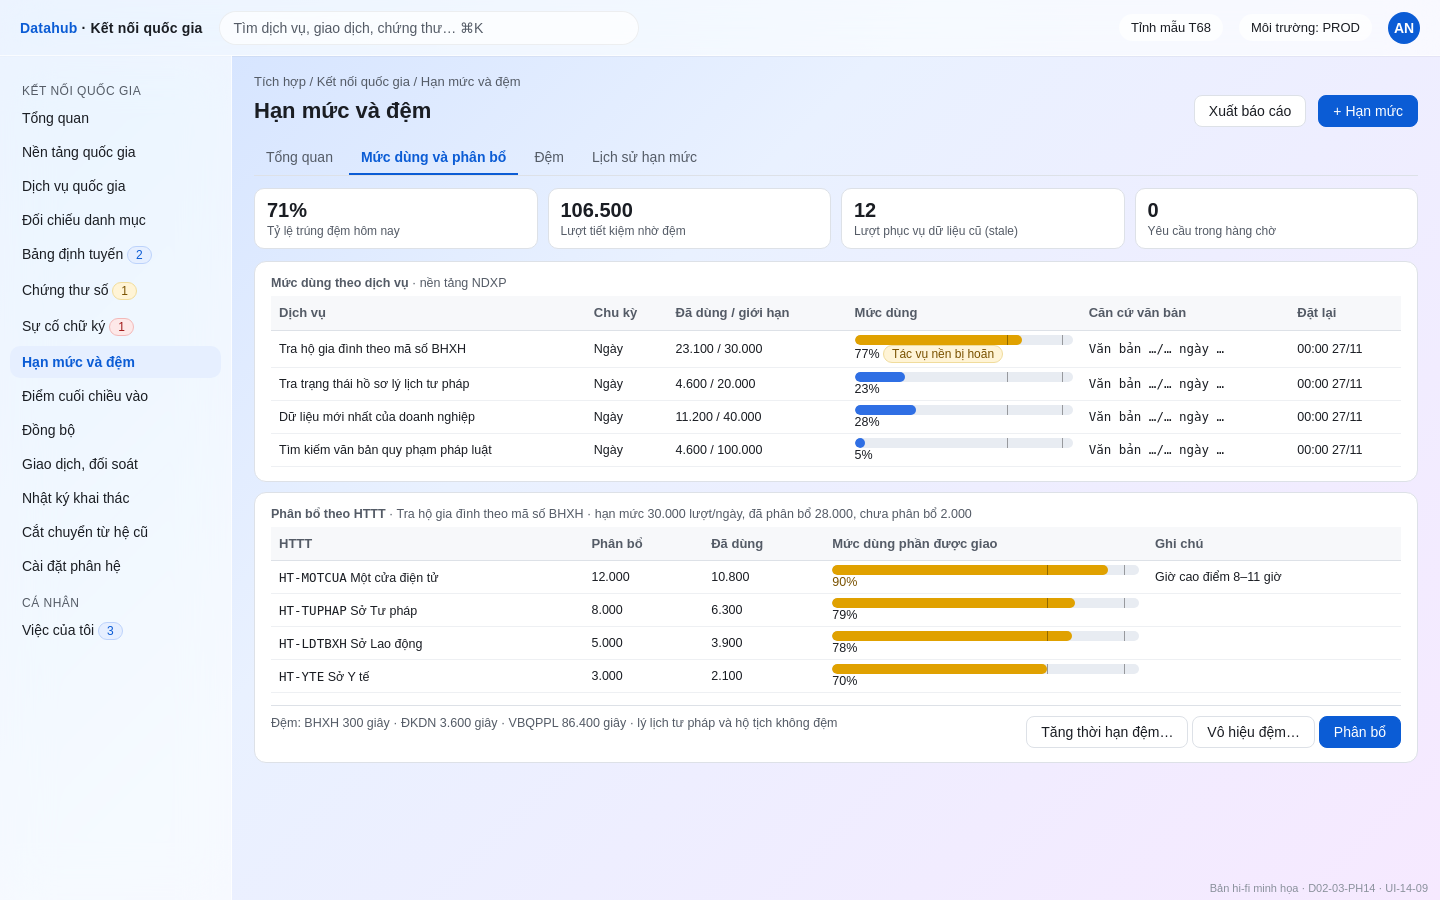 Datahub · Kết nối quốc gia
Tìm dịch vụ, giao dịch, chứng thư… ⌘K
Tỉnh mẫu T68
Môi trường: PROD
AN
KẾT NỐI QUỐC GIA
Tổng quan
Nền tảng quốc gia
Dịch vụ quốc gia
Đối chiếu danh mục
Bảng định tuyến 2
Chứng thư số 1
Sự cố chữ ký 1
Hạn mức và đệm
Điểm cuối chiều vào
Đồng bộ
Giao dịch, đối soát
Nhật ký khai thác
Cắt chuyển từ hệ cũ
Cài đặt phân hệ
CÁ NHÂN
Việc của tôi 3
Tích hợp / Kết nối quốc gia / Hạn mức và đệm
Hạn mức và đệm
Xuất báo cáo
+ Hạn mức
Tổng quan Mức dùng và phân bổ Đệm Lịch sử hạn mức
71%
Tỷ lệ trúng đệm hôm nay
106.500
Lượt tiết kiệm nhờ đệm
12
Lượt phục vụ dữ liệu cũ (stale)
0
Yêu cầu trong hàng chờ
Mức dùng theo dịch vụ · nền tảng NDXP
Dịch vụ Chu kỳ Đã dùng / giới hạn Mức dùng Căn cứ văn bản Đặt lại
Tra hộ gia đình theo mã số BHXH Ngày 23.100 / 30.000 77% Tác vụ nền bị hoãn Văn bản …/… ngày … 00:00 27/11
Tra trạng thái hồ sơ lý lịch tư pháp Ngày 4.600 / 20.000 23% Văn bản …/… ngày … 00:00 27/11
Dữ liệu mới nhất của doanh nghiệp Ngày 11.200 / 40.000 28% Văn bản …/… ngày … 00:00 27/11
Tìm kiếm văn bản quy phạm pháp luật Ngày 4.600 / 100.000 5% Văn bản …/… ngày … 00:00 27/11
Phân bổ theo HTTT · Tra hộ gia đình theo mã số BHXH · hạn mức 30.000 lượt/ngày, đã phân bổ 28.000, chưa phân bổ 2.000
HTTT Phân bổ Đã dùng Mức dùng phần được giao Ghi chú
HT-MOTCUA Một cửa điện tử 12.000 10.800 90% Giờ cao điểm 8–11 giờ
HT-TUPHAP Sở Tư pháp 8.000 6.300 79%
HT-LDTBXH Sở Lao động 5.000 3.900 78%
HT-YTE Sở Y tế 3.000 2.100 70%
Đệm: BHXH 300 giây · ĐKDN 3.600 giây · VBQPPL 86.400 giây · lý lịch tư pháp và hộ tịch không đệm
Tăng thời hạn đệm…
Vô hiệu đệm…
Phân bổ
Bản hi-fi minh họa · D02-03-PH14 · UI-14-09